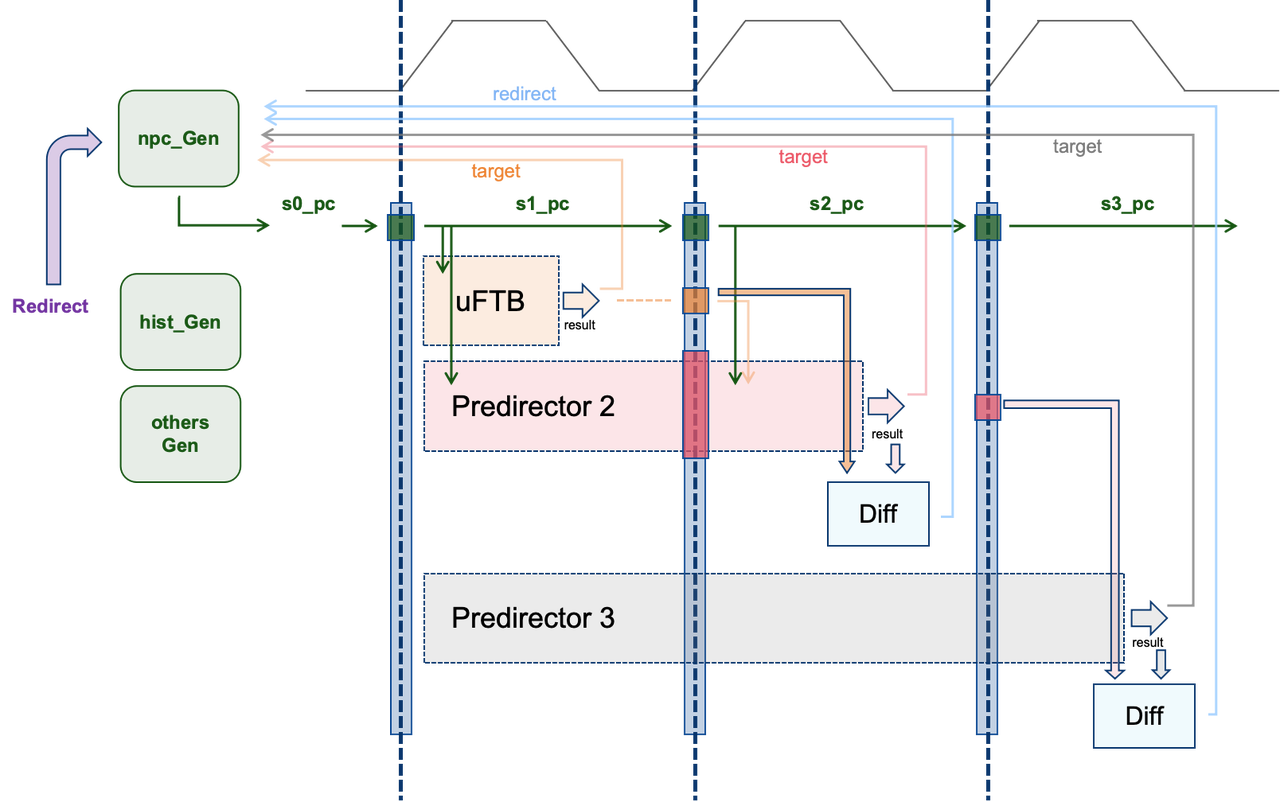 redirect
npc_Gen
target
target
target
s0_pc
s1_pc
s2_pc
s3_pc
Redirect
uFTB
result
hist_Gen
Predirector 2
result
others
Gen
Diff
Predirector 3
result
Diff